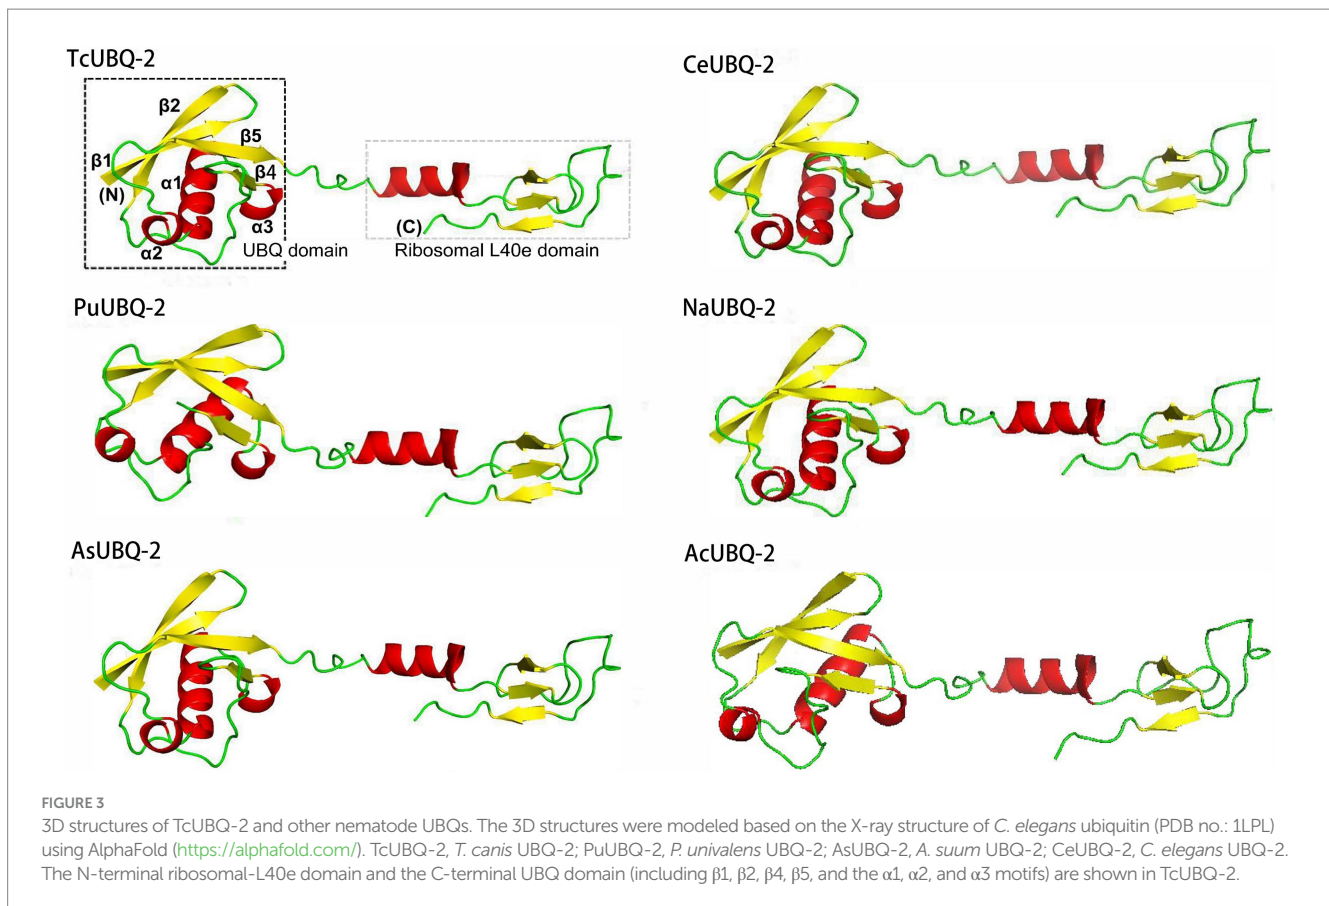 TcUBQ-2
CeUBQ-2
β2
β1
β5
β4
(N)
α1
α3
α2
(C)
UBQ domain
Ribosomal L40e domain
PuUBQ-2
NaUBQ-2
AsUBQ-2
AcUBQ-2
FIGURE 3
3D structures of TcUBQ-2 and other nematode UBQs. The 3D structures were modeled based on the X-ray structure of C. elegans ubiquitin (PDB no.: 1LPL)
using AlphaFold (https://alphafold.com/). TcUBQ-2, T. canis UBQ-2; PuUBQ-2, P. univalens UBQ-2; AsUBQ-2, A. suum UBQ-2; CeUBQ-2, C. elegans UBQ-2.
The N-terminal ribosomal-L40e domain and the C-terminal UBQ domain (including β1, β2, β4, β5, and the α1, α2, and α3 motifs) are shown in TcUBQ-2.